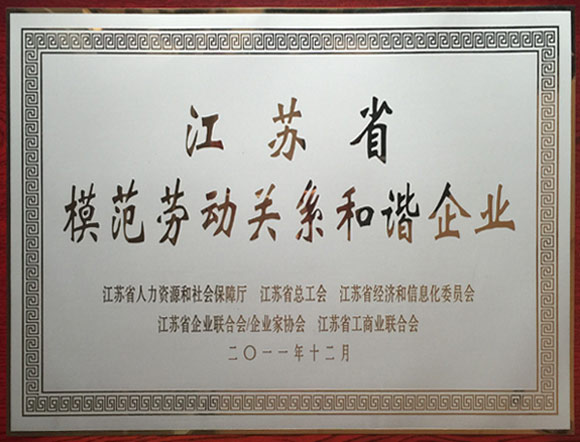 江苏省
模范劳动关系和谐企业
江苏省人力资源和社会保障厅 江苏省总工会 江苏省经济和信息化委员会
江苏省企业联合会/企业家协会 江苏省工商业联合会
二〇一一年十二月